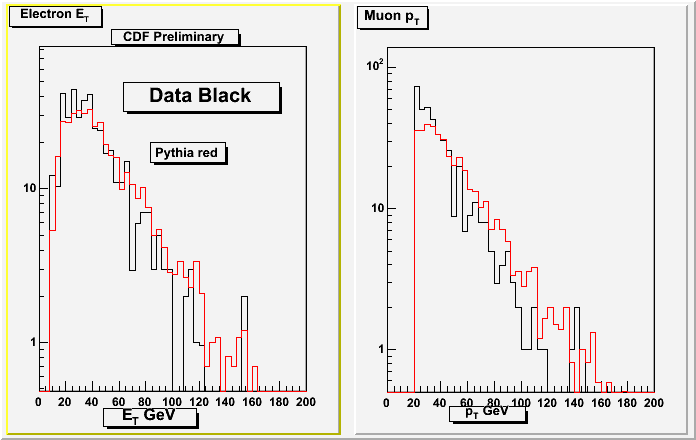 Electron E_T
CDF Preliminary
Data Black
Pythia red
10
1
0 20 40 60 80 100 120 140 160 180 200
E_T GeV
Muon p_T
10^2
10
1
0 20 40 60 80 100 120 140 160 180 200
p_T GeV